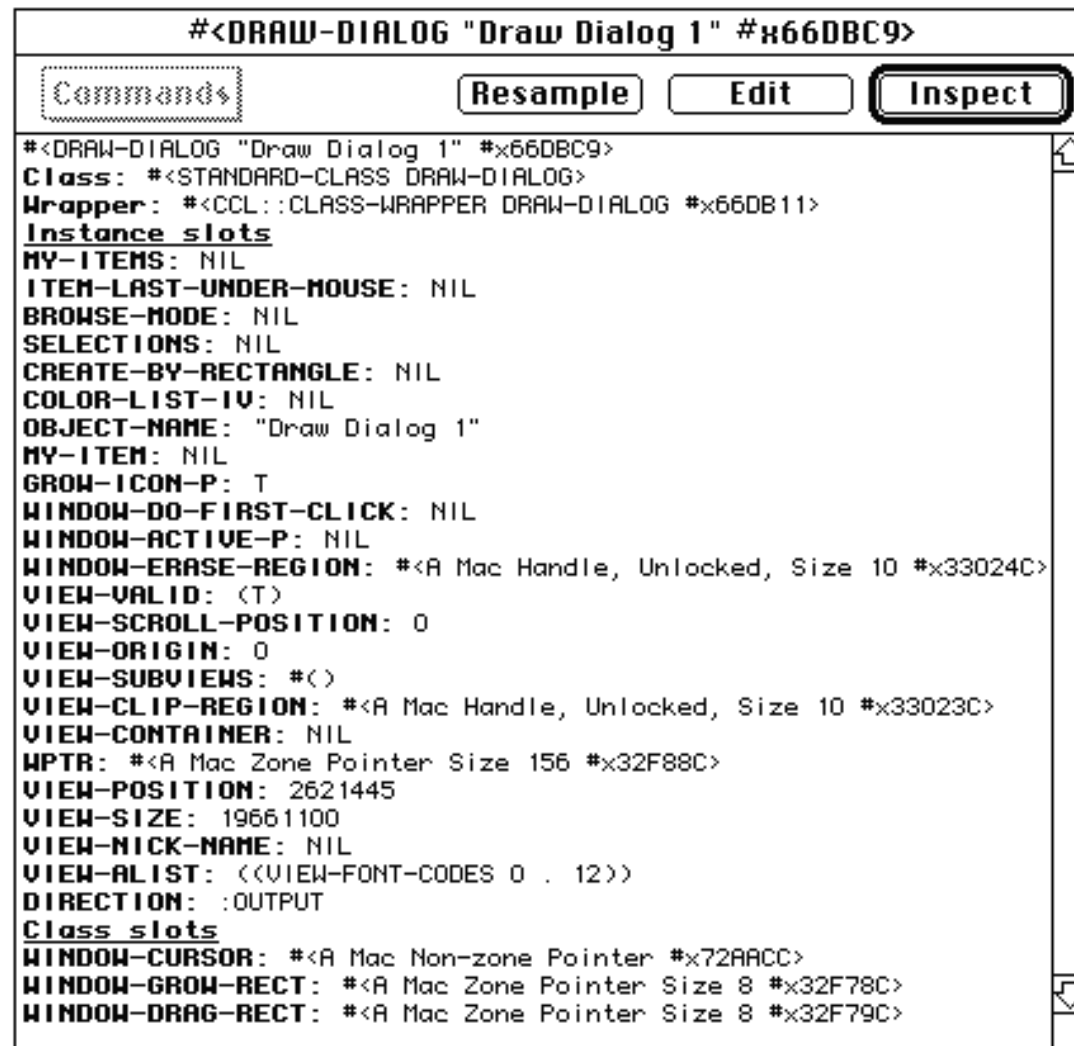 #<DRAW-DIALOG "Draw Dialog 1" #x66DBC9>
Commands Resample Edit Inspect
#<DRAW-DIALOG "Draw Dialog 1" #x66DBC9>
Class: #<STANDARD-CLASS DRAW-DIALOG>
Wrapper: #<CCL::CLASS-WRAPPER DRAW-DIALOG #x66DB11>
Instance slots
MY-ITEMS: NIL
ITEM-LAST-UNDER-MOUSE: NIL
BROWSE-MODE: NIL
SELECTIONS: NIL
CREATE-BY-RECTANGLE: NIL
COLOR-LIST-IV: NIL
OBJECT-NAME: "Draw Dialog 1"
MY-ITEM: NIL
GROW-ICON-P: T
WINDOW-DO-FIRST-CLICK: NIL
WINDOW-ACTIVE-P: NIL
WINDOW-ERASE-REGION: #<A Mac Handle, Unlocked, Size 10 #x33024C>
VIEW-VALID: (T)
VIEW-SCROLL-POSITION: 0
VIEW-ORIGIN: 0
VIEW-SUBVIEWS: #()
VIEW-CLIP-REGION: #<A Mac Handle, Unlocked, Size 10 #x33023C>
VIEW-CONTAINER: NIL
WPTR: #<A Mac Zone Pointer Size 156 #x32F88C>
VIEW-POSITION: 2621445
VIEW-SIZE: 19661100
VIEW-NICK-NAME: NIL
VIEW-ALIST: ((VIEW-FONT-CODES 0 . 12))
DIRECTION: :OUTPUT
Class slots
WINDOW-CURSOR: #<A Mac Non-zone Pointer #x72AACC>
WINDOW-GROW-RECT: #<A Mac Zone Pointer Size 8 #x32F78C>
WINDOW-DRAG-RECT: #<A Mac Zone Pointer Size 8 #x32F79C>